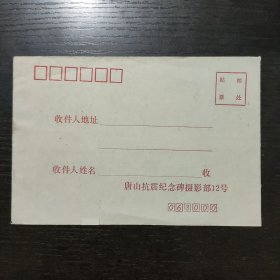 贴邮
票处
收件人地址
收件人姓名 收
唐山抗震纪念碑摄影部12号
063000